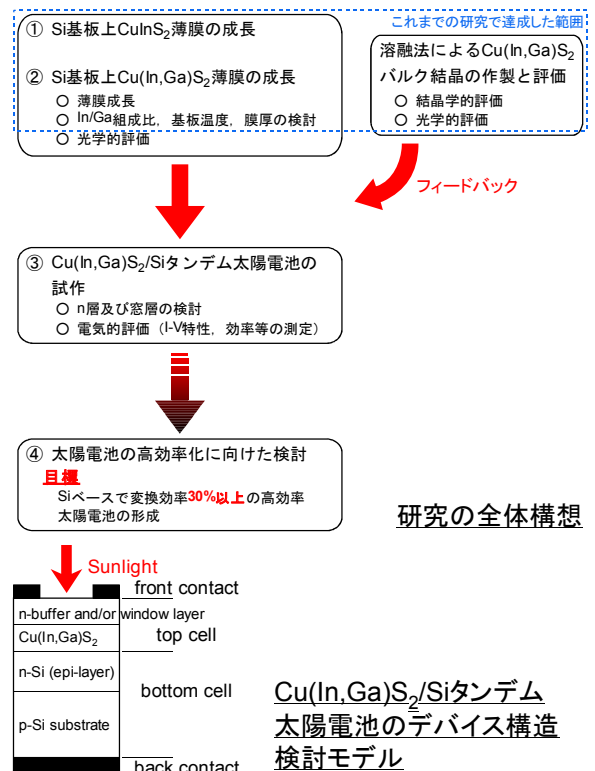 これまでの研究で達成した範囲
① Si基板上CuInS2薄膜の成長
② Si基板上Cu(In,Ga)S2薄膜の成長
○ 薄膜成長
○ In/Ga組成比，基板温度，膜厚の検討
○ 光学的評価
溶融法によるCu(In,Ga)S2
バルク結晶の作製と評価
○ 結晶学的評価
○ 光学的評価
フィードバック
③ Cu(In,Ga)S2/Siタンデム太陽電池の
試作
○ n層及び窓層の検討
○ 電気的評価（I-V特性，効率等の測定）
④ 太陽電池の高効率化に向けた検討
目標
Siベースで変換効率30%以上の高効率
太陽電池の形成
研究の全体構想
Sunlight
front contact
n-buffer and/or window layer
Cu(In,Ga)S2
top cell
n-Si (epi-layer)
bottom cell
p-Si substrate
back contact
Cu(In,Ga)S2/Siタンデム
太陽電池のデバイス構造
検討モデル